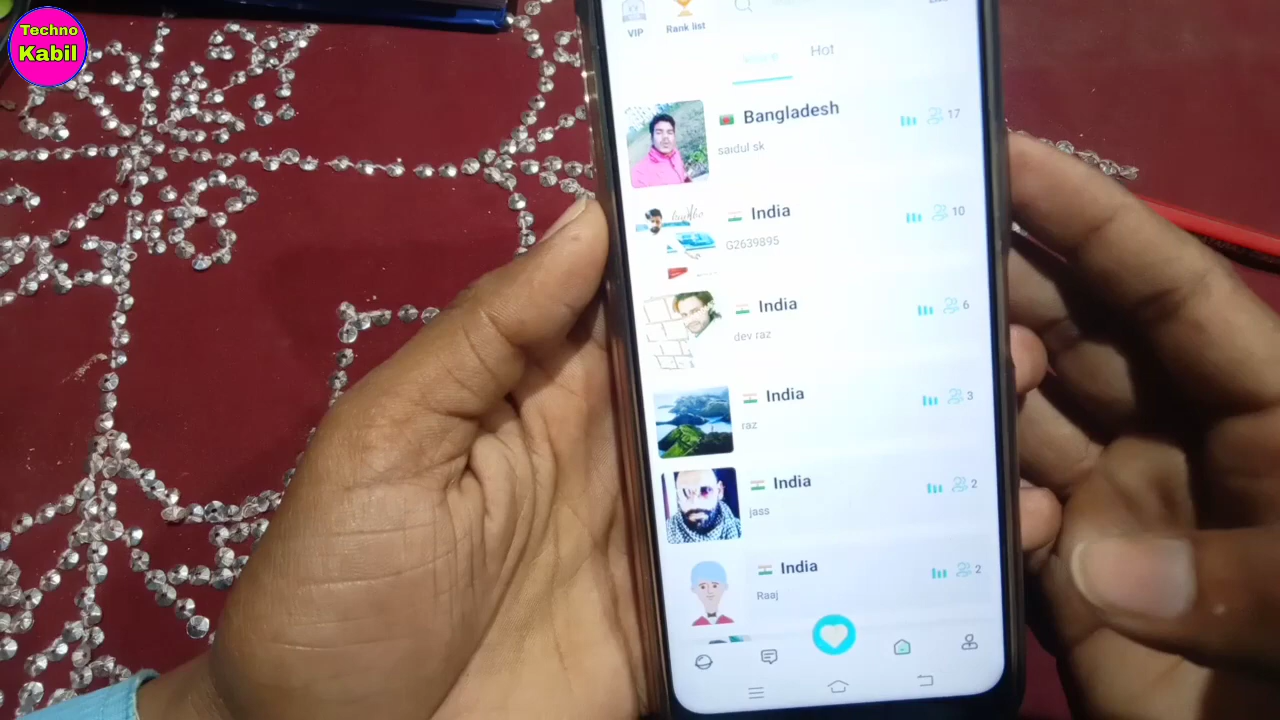 Techno
Kabil
VIP
Rank list
Hot
Bangladesh
17
saidul sk
India
10
G2639895
India
6
dev raz
India
3
raz
India
2
jass
India
2
Raaj